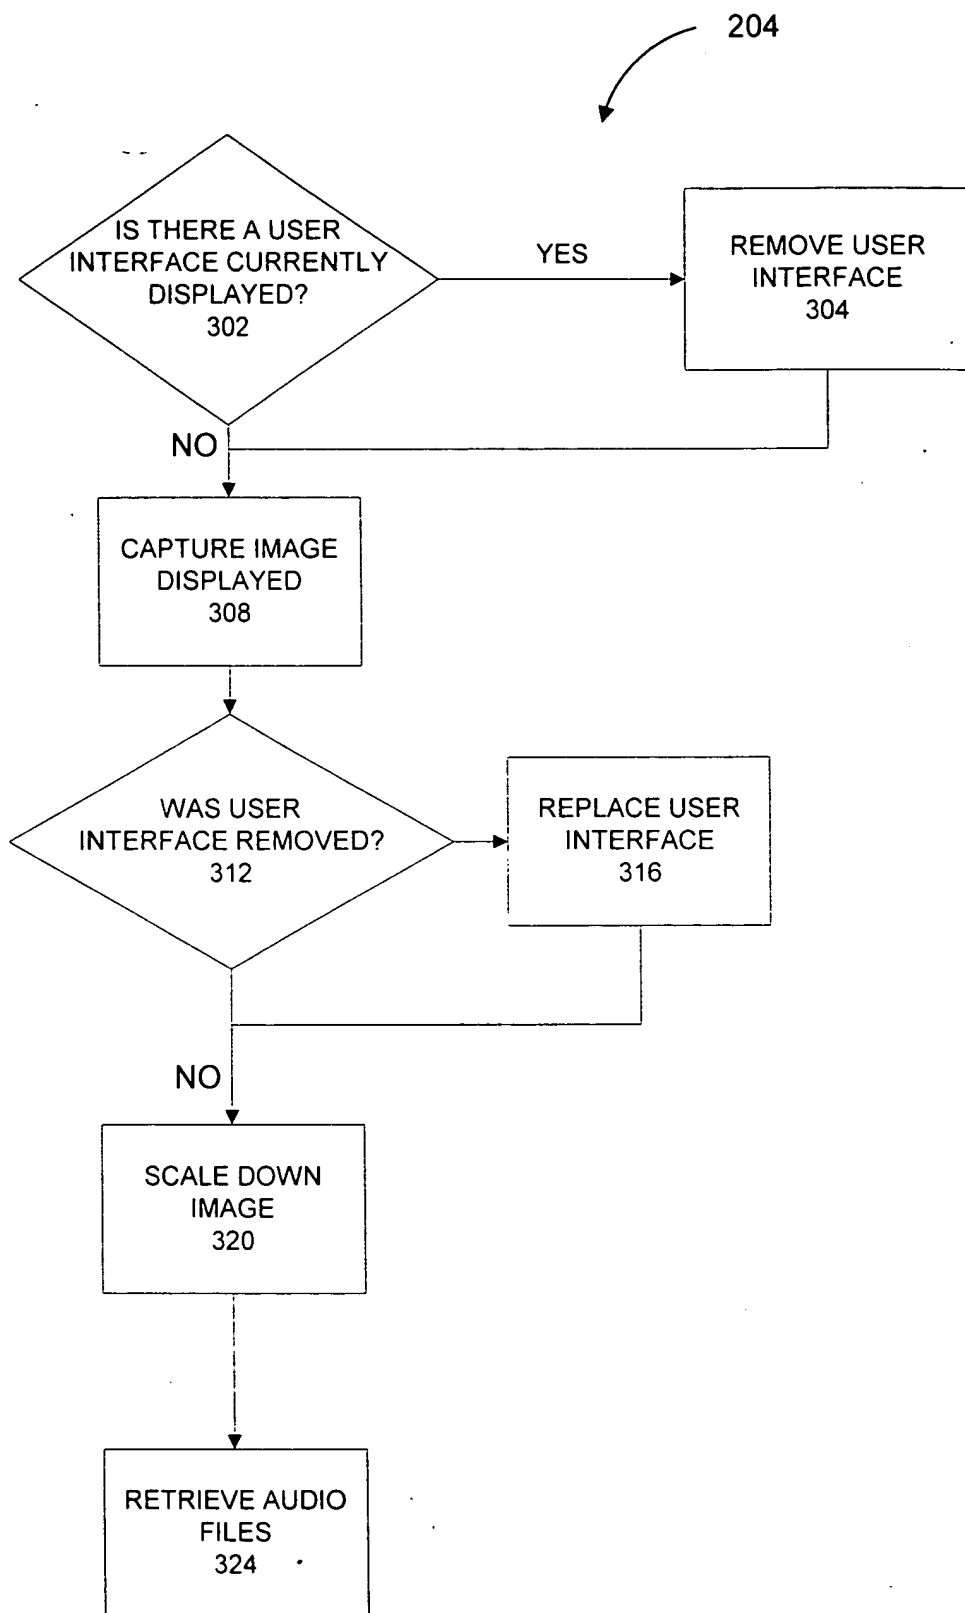 204
IS THERE A USER
INTERFACE CURRENTLY
DISPLAYED?
302
YES
REMOVE USER
INTERFACE
304
NO
CAPTURE IMAGE
DISPLAYED
308
WAS USER
INTERFACE REMOVED?
312
REPLACE USER
INTERFACE
316
NO
SCALE DOWN
IMAGE
320
RETRIEVE AUDIO
FILES
324